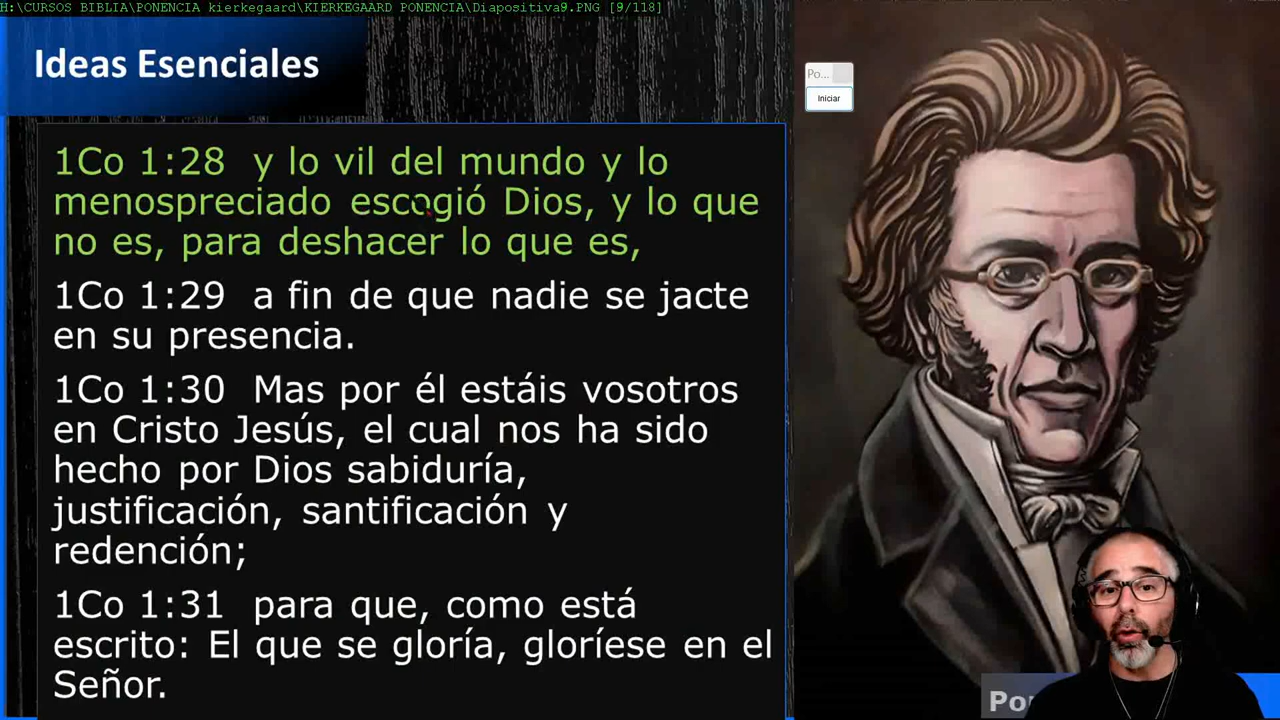 H:\CURSOS BIBLIA\PONENCIA kierkegaard\KIERKEGAARD PONENCIA\Diapositiva9.PNG [9/118]
Ideas Esenciales
Po...
Iniciar
1Co 1:28 y lo vil del mundo y lo
menospreciado escogió Dios, y lo que
no es, para deshacer lo que es,
1Co 1:29 a fin de que nadie se jacte
en su presencia.
1Co 1:30 Mas por él estáis vosotros
en Cristo Jesús, el cual nos ha sido
hecho por Dios sabiduría,
justificación, santificación y
redención;
1Co 1:31 para que, como está
escrito: El que se gloría, gloríese en el
Señor.